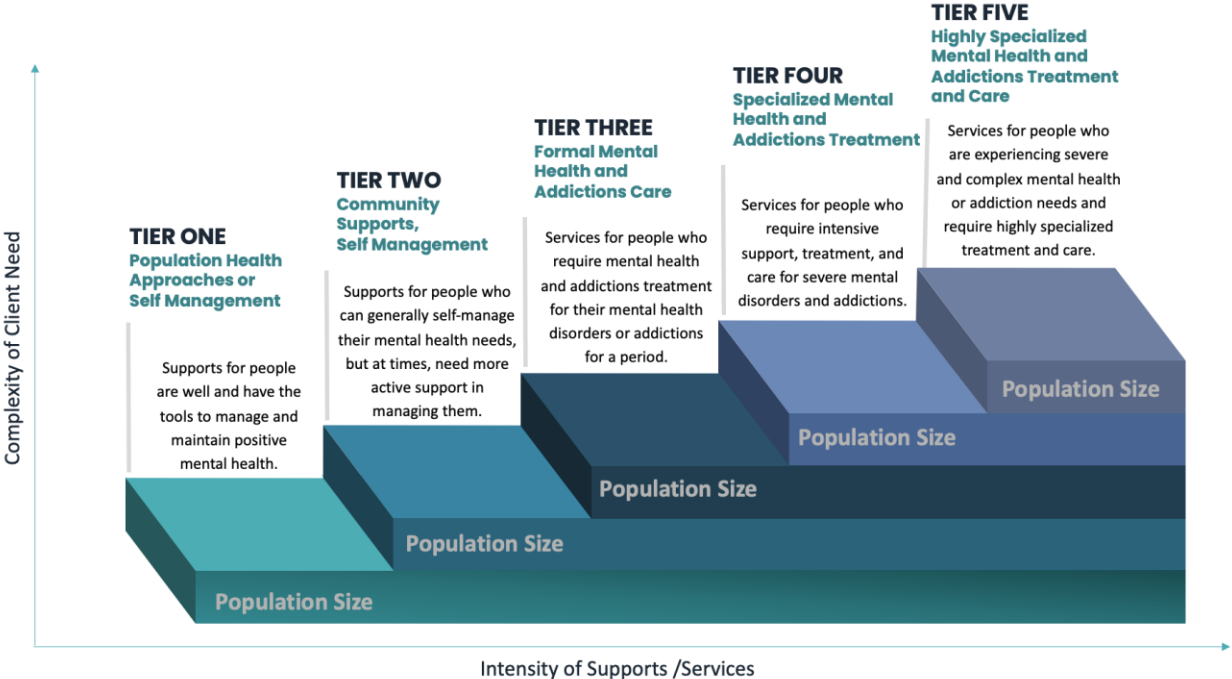 TIER ONE
Population Health
Approaches or
Self Management
Supports for people
are well and have the
tools to manage and
maintain positive
mental health.
TIER TWO
Community
Supports,
Self Management
Supports for people who
can generally self-manage
their mental health needs,
but at times, need more
active support in
managing them.
TIER THREE
Formal Mental
Health and
Addictions Care
Services for people who
require mental health
and addictions treatment
for their mental health
disorders or addictions
for a period.
TIER FOUR
Specialized Mental
Health and
Addictions Treatment
Services for people who
require intensive
support, treatment, and
care for severe mental
disorders and addictions.
TIER FIVE
Highly Specialized
Mental Health and
Addictions Treatment
and Care
Services for people who
are experiencing severe
and complex mental health
or addiction needs and
require highly specialized
treatment and care.
Population Size
Population Size
Population Size
Population Size
Population Size
Complexity of Client Need
Intensity of Supports /Services